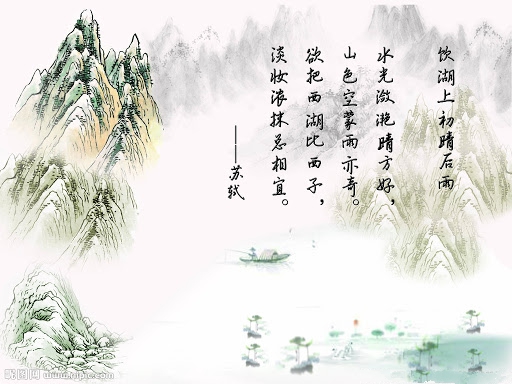 饮湖上初晴后雨
水光潋滟晴方好，
山色空蒙雨亦奇。
欲把西湖比西子，
淡妆浓抹总相宜。
——苏轼
昵图网 www.nipic.com